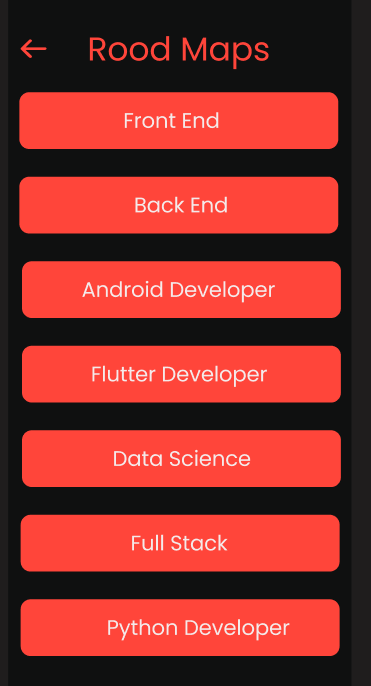 Rood Maps
Front End
Back End
Android Developer
Flutter Developer
Data Science
Full Stack
Python Developer